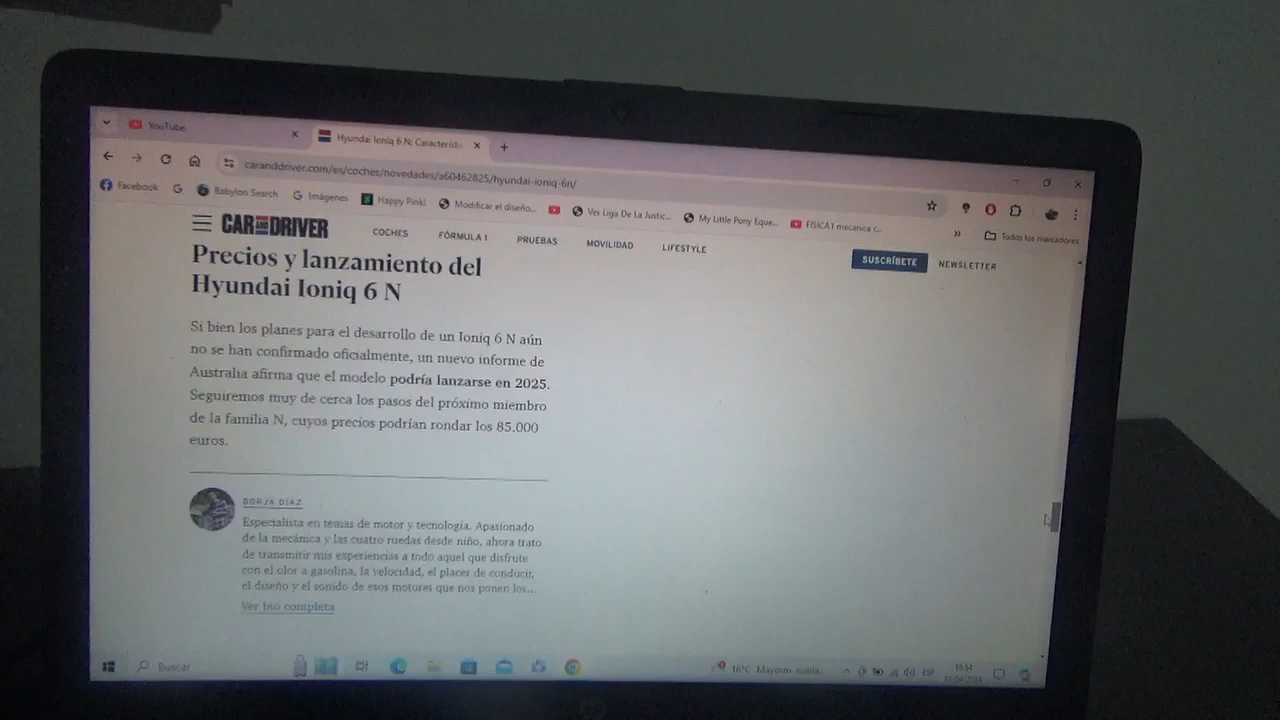 YouTube
Hyundai Ioniq 6 N: Característi
caranddriver.com/es/coches/novedades/a60462825/hyundai-ioniq-6n/
Facebook
Babylon Search
Imágenes
Happy Pink!
Modificar el diseño...
Vei Liga De La Justic...
My Little Pony Eque...
FISICA1 mecánica c...
Todos los marcadores
CAR AND DRIVER
COCHES
FÓRMULA 1
PRUEBAS
MOVILIDAD
LIFESTYLE
SUSCRÍBETE
NEWSLETTER
Precios y lanzamiento del
Hyundai Ioniq 6 N
Si bien los planes para el desarrollo de un Ioniq 6 N aún
no se han confirmado oficialmente, un nuevo informe de
Australia afirma que el modelo podría lanzarse en 2025.
Seguiremos muy de cerca los pasos del próximo miembro
de la familia N, cuyos precios podrían rondar los 85.000
euros.
BORJA DÍAZ
Especialista en temas de motor y tecnología. Apasionado
de la mecánica y las cuatro ruedas desde niño, ahora trato
de transmitir mis experiencias a todo aquel que disfrute
con el olor a gasolina, la velocidad, el placer de conducir,
el diseño y el sonido de esos motores que nos ponen los...
Ver bio completa
Buscar
16°C Mayorm. nubla...
ESP